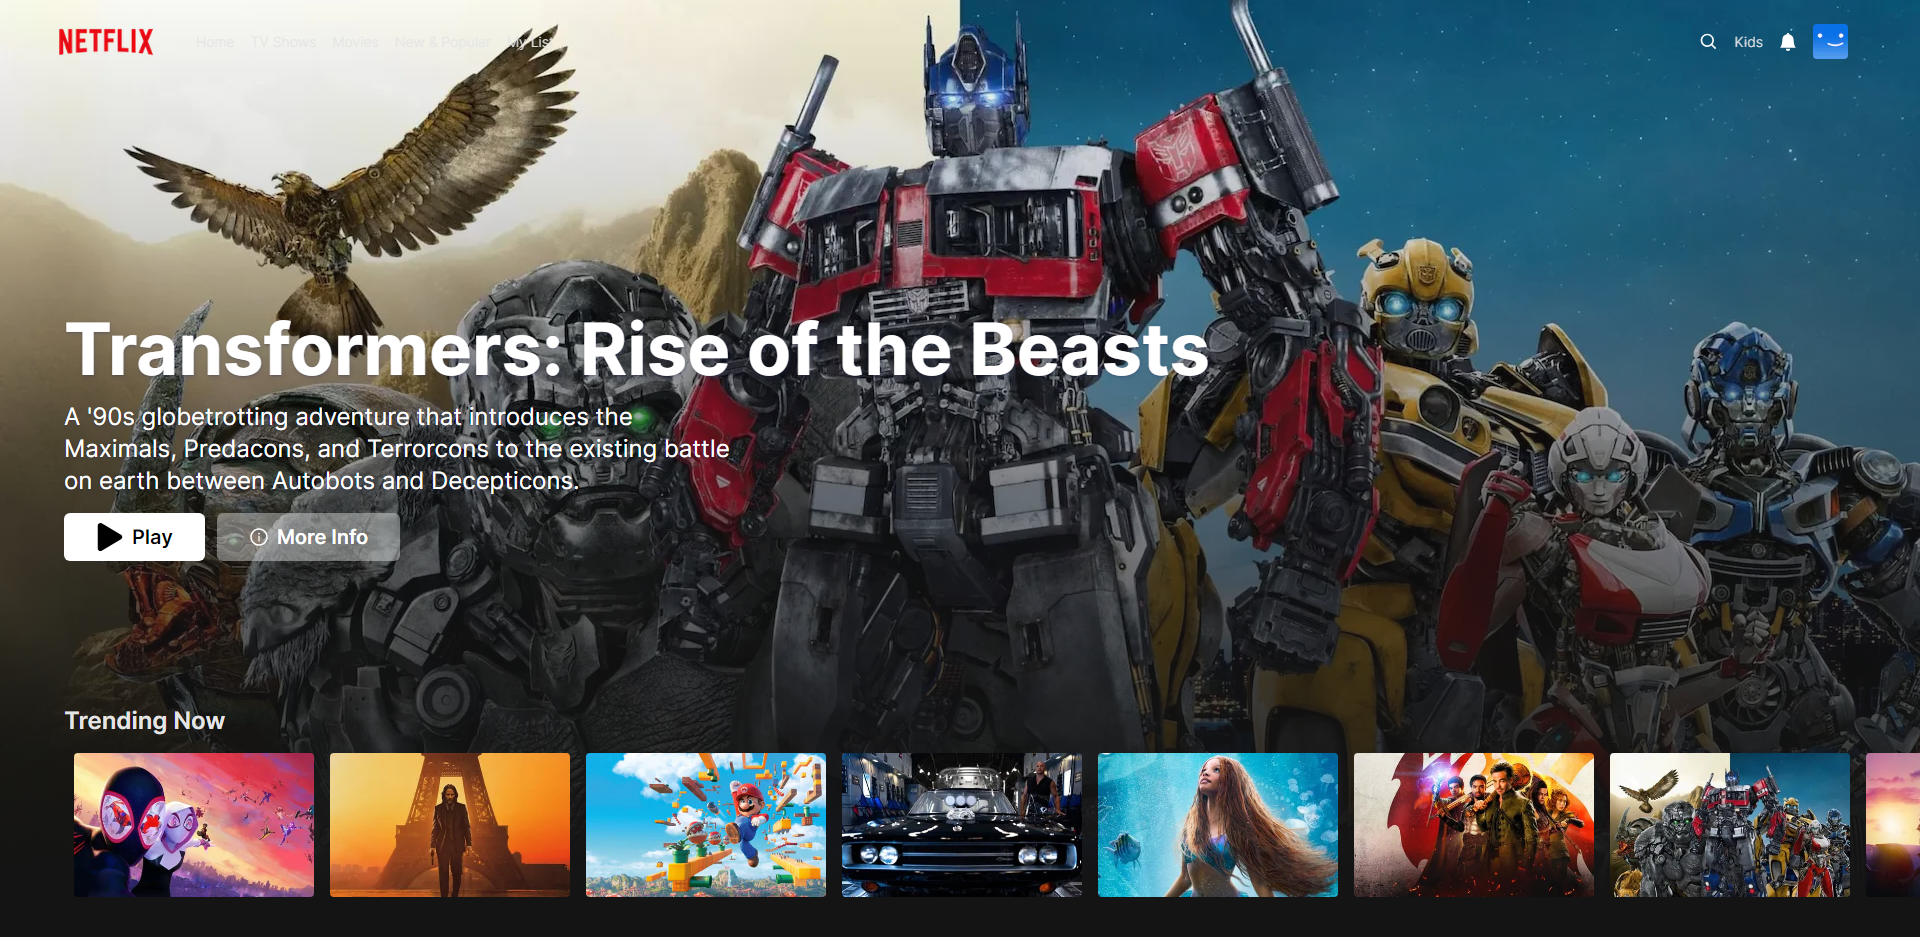 NETFLIX
Home TV Shows Movies New & Popular My List
Kids
Transformers: Rise of the Beasts
A '90s globetrotting adventure that introduces the
Maximals, Predacons, and Terrorcons to the existing battle
on earth between Autobots and Decepticons.
Play
More Info
Trending Now